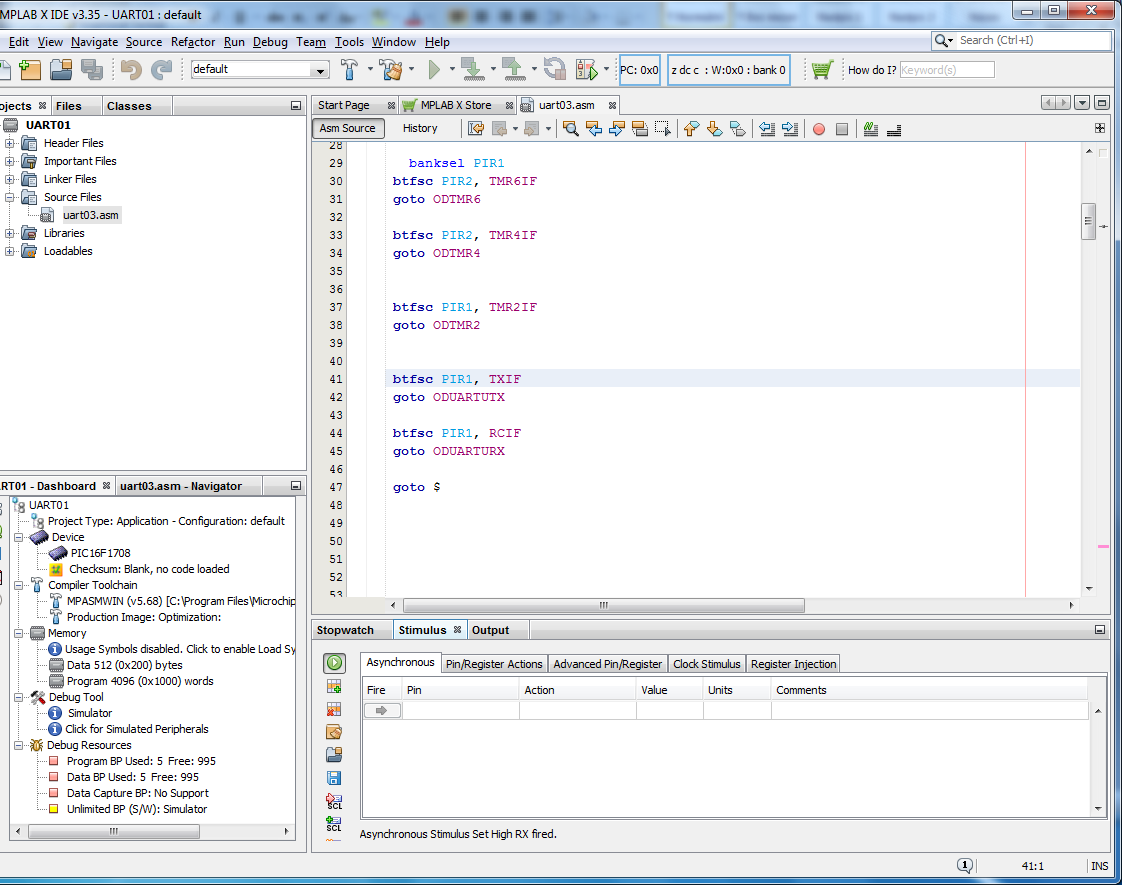 MPLAB X IDE v3.35 - UART01 : default
Edit View Navigate Source Refactor Run Debug Team Tools Window Help
Search (Ctrl+I)
default
PC: 0x0
z dc c : W:0x0 : bank 0
How do I? Keyword(s)
ojects Files Classes
UART01
Header Files
Important Files
Linker Files
Source Files
uart03.asm
Libraries
Loadables
Start Page MPLAB X Store uart03.asm
Asm Source History
28
29 banksel PIR1
30 btfsc PIR2, TMR6IF
31 goto ODTMR6
32
33 btfsc PIR2, TMR4IF
34 goto ODTMR4
35
36
37 btfsc PIR1, TMR2IF
38 goto ODTMR2
39
40
41 btfsc PIR1, TXIF
42 goto ODUARTUTX
43
44 btfsc PIR1, RCIF
45 goto ODUARTURX
46
47 goto $
48
49
50
51
52
53
RT01 - Dashboard uart03.asm - Navigator
UART01
Project Type: Application - Configuration: default
Device
PIC16F1708
Checksum: Blank, no code loaded
Compiler Toolchain
MPASMWIN (v5.68) [C:\Program Files\Microchip
Production Image: Optimization:
Memory
Usage Symbols disabled. Click to enable Load Sy
Data 512 (0x200) bytes
Program 4096 (0x1000) words
Debug Tool
Simulator
Click for Simulated Peripherals
Debug Resources
Program BP Used: 5 Free: 995
Data BP Used: 5 Free: 995
Data Capture BP: No Support
Unlimited BP (S/W): Simulator
Stopwatch Stimulus Output
Asynchronous Pin/Register Actions Advanced Pin/Register Clock Stimulus Register Injection
Fire Pin Action Value Units Comments
SCL
SCL
Asynchronous Stimulus Set High RX fired.
1
41:1
INS